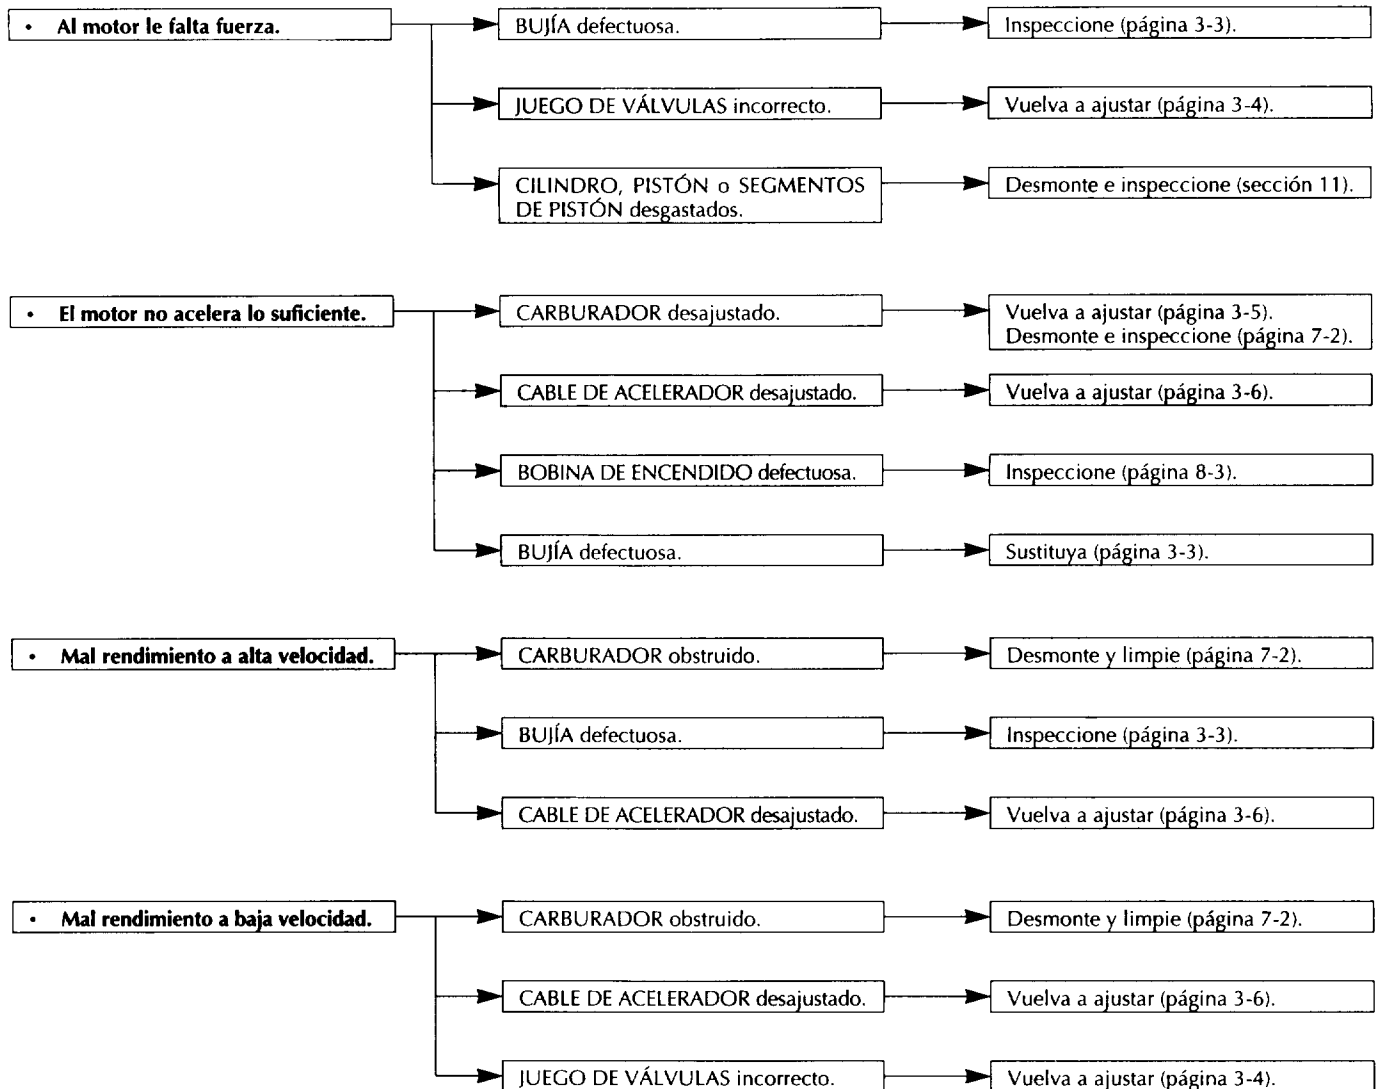 • Al motor le falta fuerza.
BUJÍA defectuosa.
Inspeccione (página 3-3).
JUEGO DE VÁLVULAS incorrecto.
Vuelva a ajustar (página 3-4).
CILINDRO, PISTÓN o SEGMENTOS
DE PISTÓN desgastados.
Desmonte e inspeccione (sección 11).
• El motor no acelera lo suficiente.
CARBURADOR desajustado.
Vuelva a ajustar (página 3-5).
Desmonte e inspeccione (página 7-2).
CABLE DE ACELERADOR desajustado.
Vuelva a ajustar (página 3-6).
BOBINA DE ENCENDIDO defectuosa.
Inspeccione (página 8-3).
BUJÍA defectuosa.
Sustituya (página 3-3).
• Mal rendimiento a alta velocidad.
CARBURADOR obstruido.
Desmonte y limpie (página 7-2).
BUJÍA defectuosa.
Inspeccione (página 3-3).
CABLE DE ACELERADOR desajustado.
Vuelva a ajustar (página 3-6).
• Mal rendimiento a baja velocidad.
CARBURADOR obstruido.
Desmonte y limpie (página 7-2).
CABLE DE ACELERADOR desajustado.
Vuelva a ajustar (página 3-6).
JUEGO DE VÁLVULAS incorrecto.
Vuelva a ajustar (página 3-4).